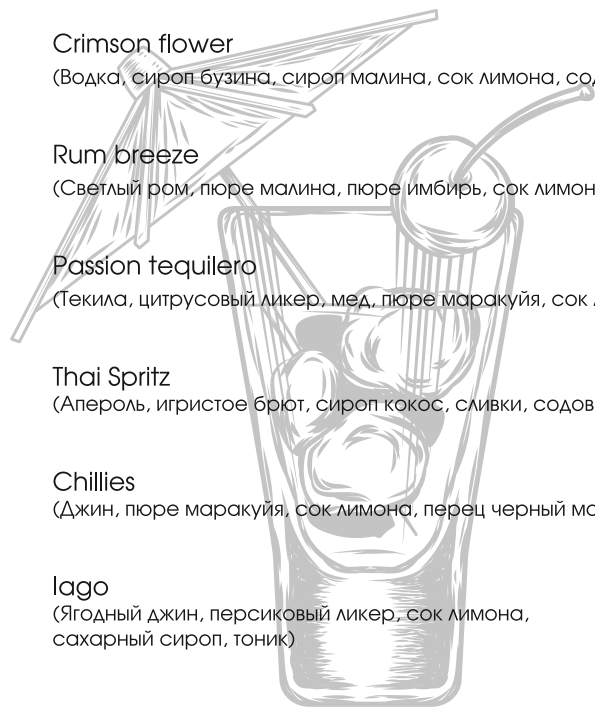 Crimson flower
(Водка, сироп бузина, сироп малина, сок лимона,
Rum breeze
(Светлый ром, пюре малина, пюре имбирь, сок
Passion tequilero
(Текила, цитрусовый ликер, мед, пюре маракуйя, сок
Thai Spritz
(Апероль, игристое брют, сироп кокос, сливки,
Chillies
(Джин, пюре маракуйя, сок лимона, перец черный
Iago
(Ягодный джин, персиковый ликер, сок лимона,
сахарный сироп, тоник)